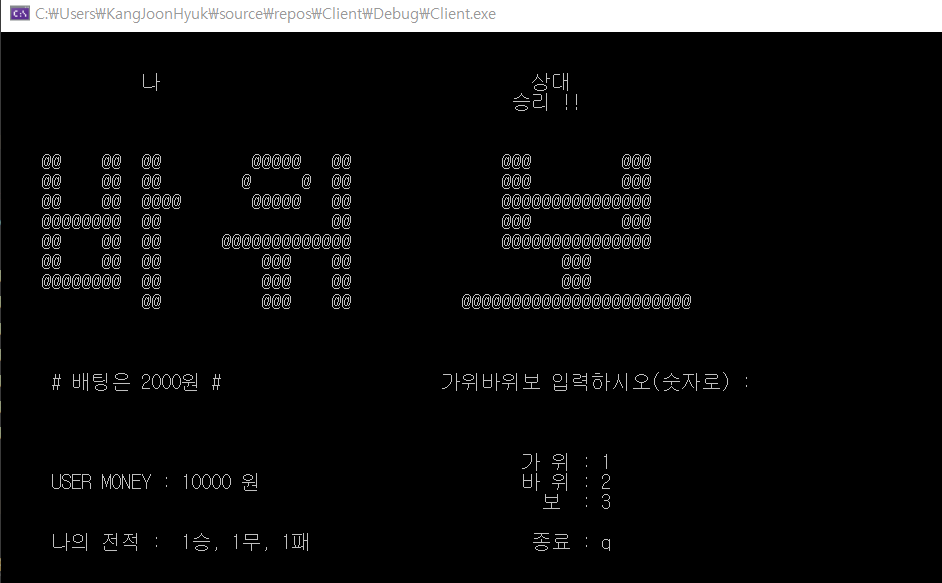 C:\Users\KangJoonHyuk\source\repos\Client\Debug\Client.exe
나 상대
승리 !!
바위 보
# 배팅은 2000원 # 가위바위보 입력하시오(숫자로) :
가 위 : 1
USER MONEY : 10000 원 바 위 : 2
보 : 3
나의 전적 : 1승, 1무, 1패 종료 : q